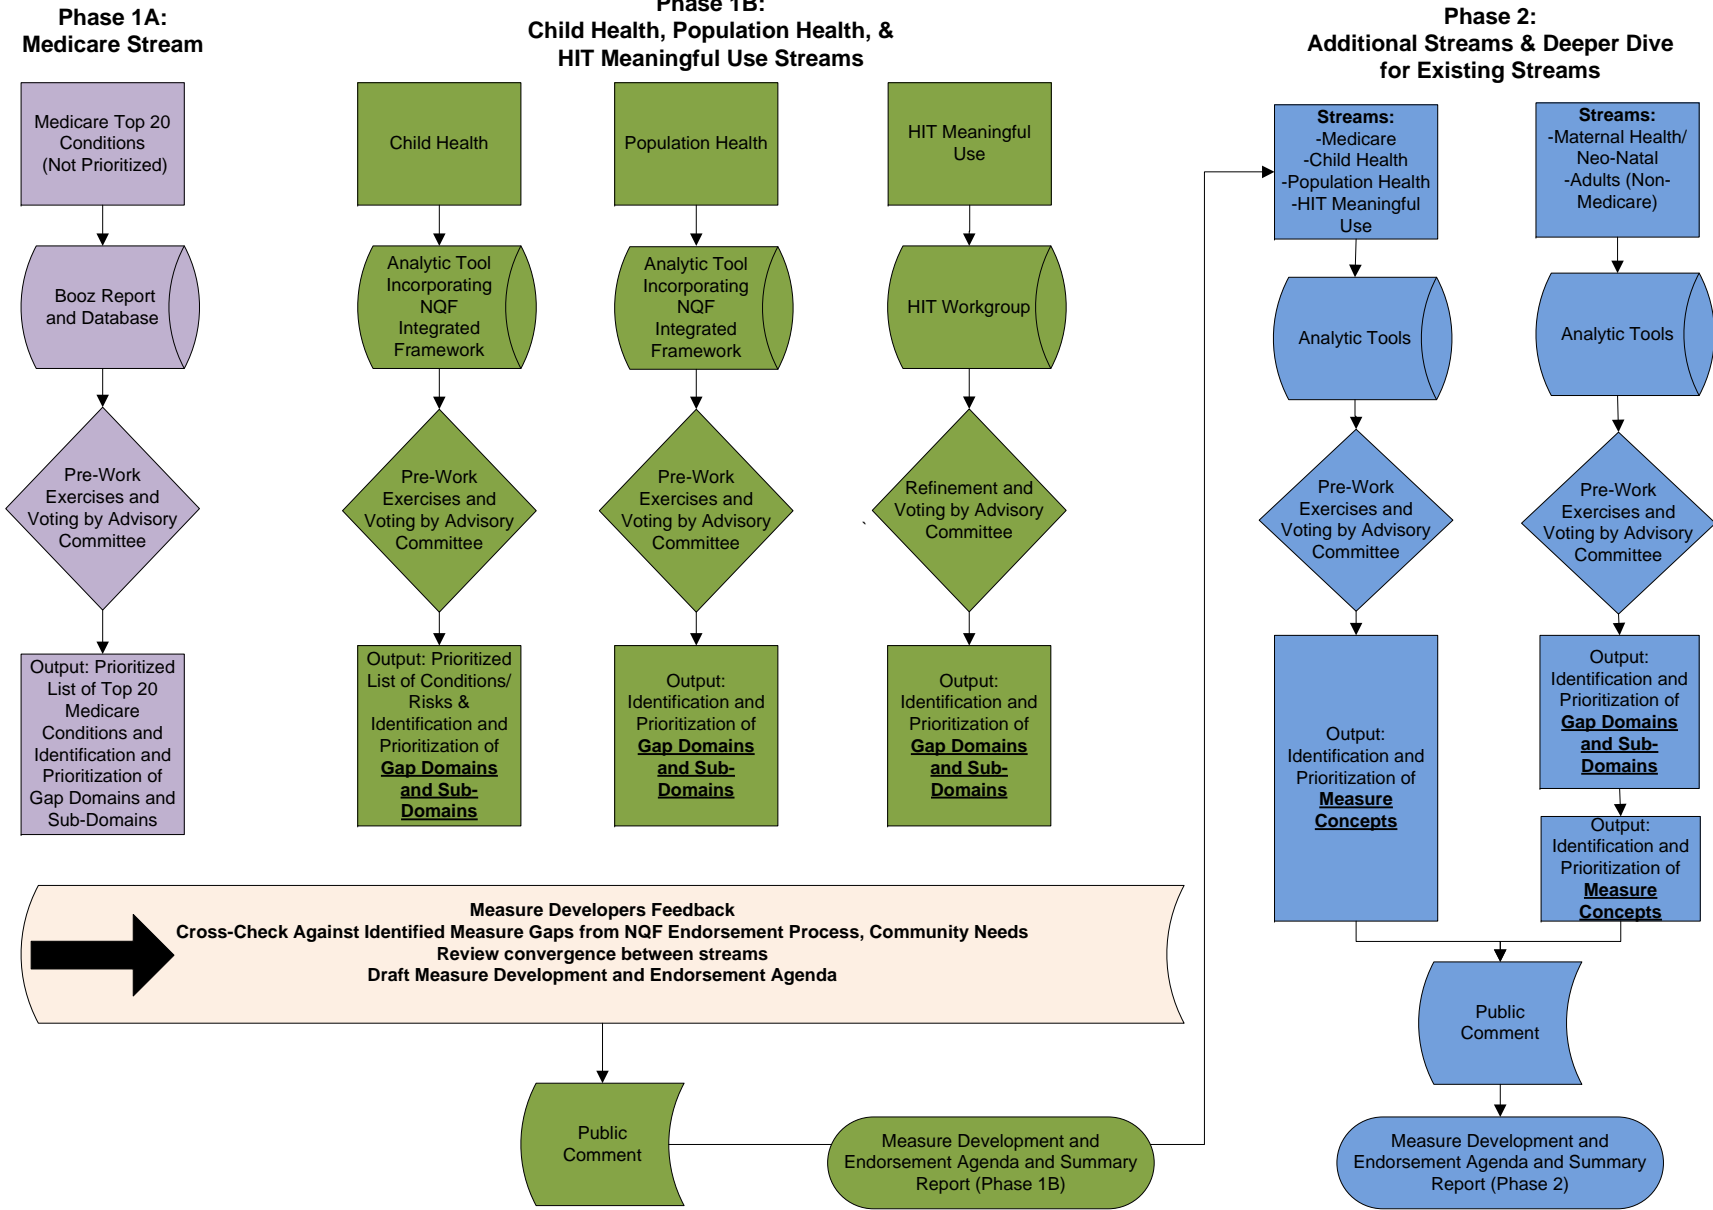 Phase 1A:
Medicare Stream
Phase 1B:
Child Health, Population Health, &
HIT Meaningful Use Streams
Phase 2:
Additional Streams & Deeper Dive
for Existing Streams
Medicare Top 20
Conditions
(Not Prioritized)
Child Health
Population Health
HIT Meaningful
Use
Streams:
-Medicare
-Child Health
-Population Health
-HIT Meaningful
Use
Streams:
-Maternal Health/
Neo-Natal
-Adults (Non-
Medicare)
Booz Report
and Database
Analytic Tool
Incorporating
NQF
Integrated
Framework
Analytic Tool
Incorporating
NQF
Integrated
Framework
HIT Workgroup
Analytic Tools
Analytic Tools
Pre-Work
Exercises and
Voting by Advisory
Committee
Pre-Work
Exercises and
Voting by Advisory
Committee
Pre-Work
Exercises and
Voting by Advisory
Committee
Refinement and
Voting by Advisory
Committee
Pre-Work
Exercises and
Voting by Advisory
Committee
Pre-Work
Exercises and
Voting by Advisory
Committee
Output: Prioritized
List of Top 20
Medicare
Conditions and
Identification and
Prioritization of
Gap Domains and
Sub-Domains
Output: Prioritized
List of Conditions/
Risks &
Identification and
Prioritization of
Gap Domains
and Sub-
Domains
Output:
Identification and
Prioritization of
Gap Domains
and Sub-
Domains
Output:
Identification and
Prioritization of
Gap Domains
and Sub-
Domains
Output:
Identification and
Prioritization of
Measure
Concepts
Output:
Identification and
Prioritization of
Gap Domains
and Sub-
Domains
Output:
Identification and
Prioritization of
Measure
Concepts
Measure Developers Feedback
Cross-Check Against Identified Measure Gaps from NQF Endorsement Process, Community Needs
Review convergence between streams
Draft Measure Development and Endorsement Agenda
Public
Comment
Measure Development and
Endorsement Agenda and Summary
Report (Phase 1B)
Public
Comment
Measure Development and
Endorsement Agenda and Summary
Report (Phase 2)